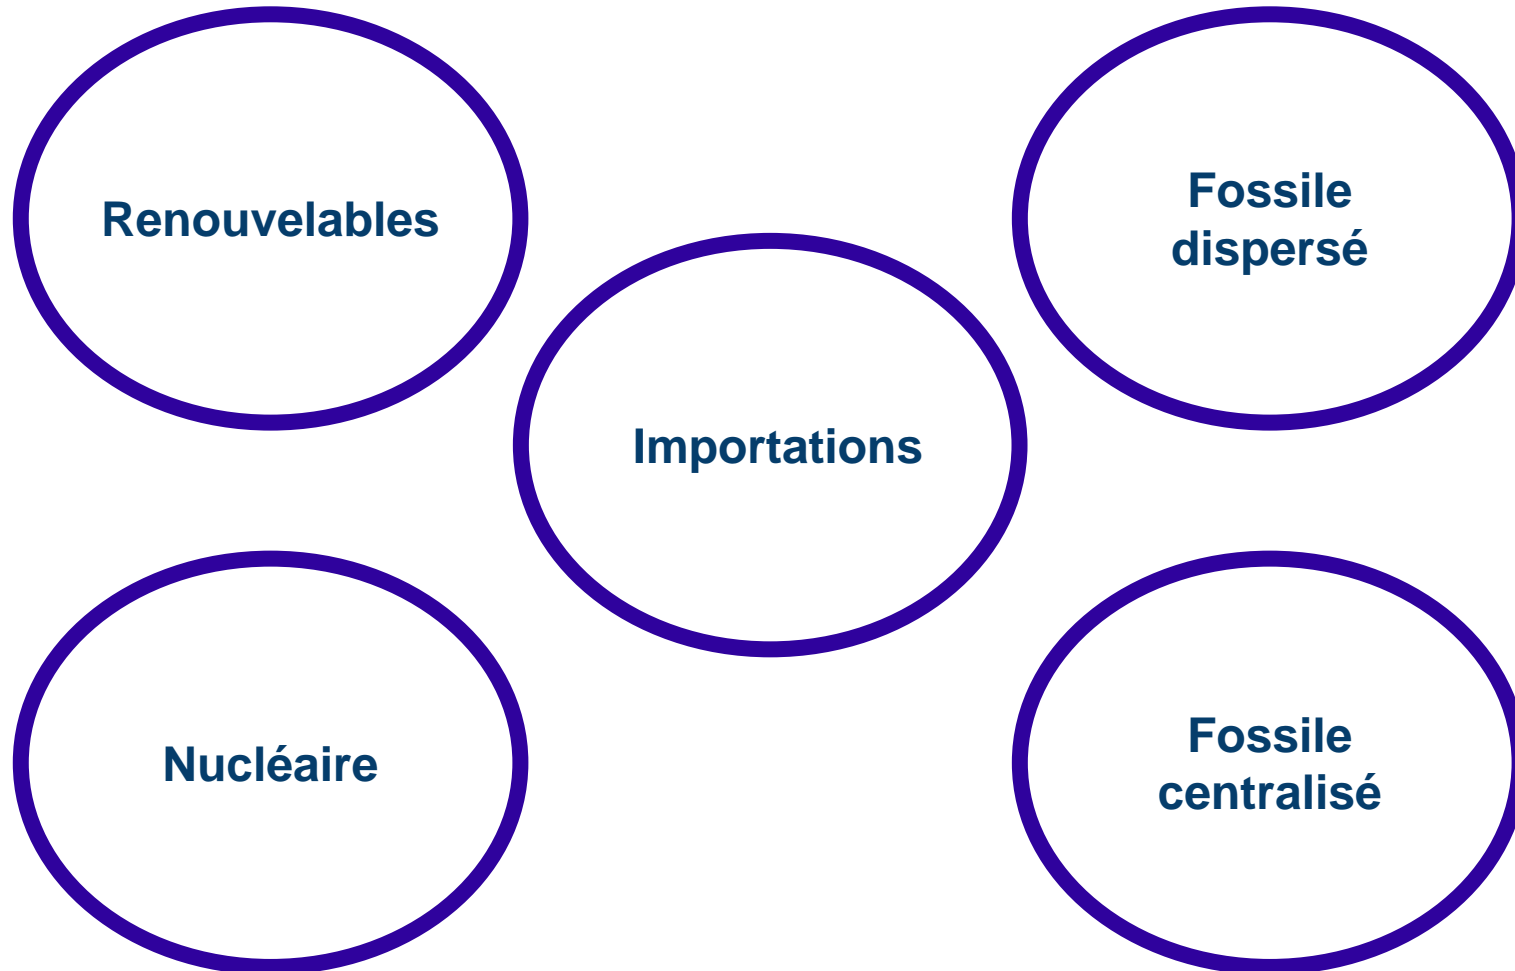 Renouvelables
Fossile
dispersé
Importations
Nucléaire
Fossile
centralisé